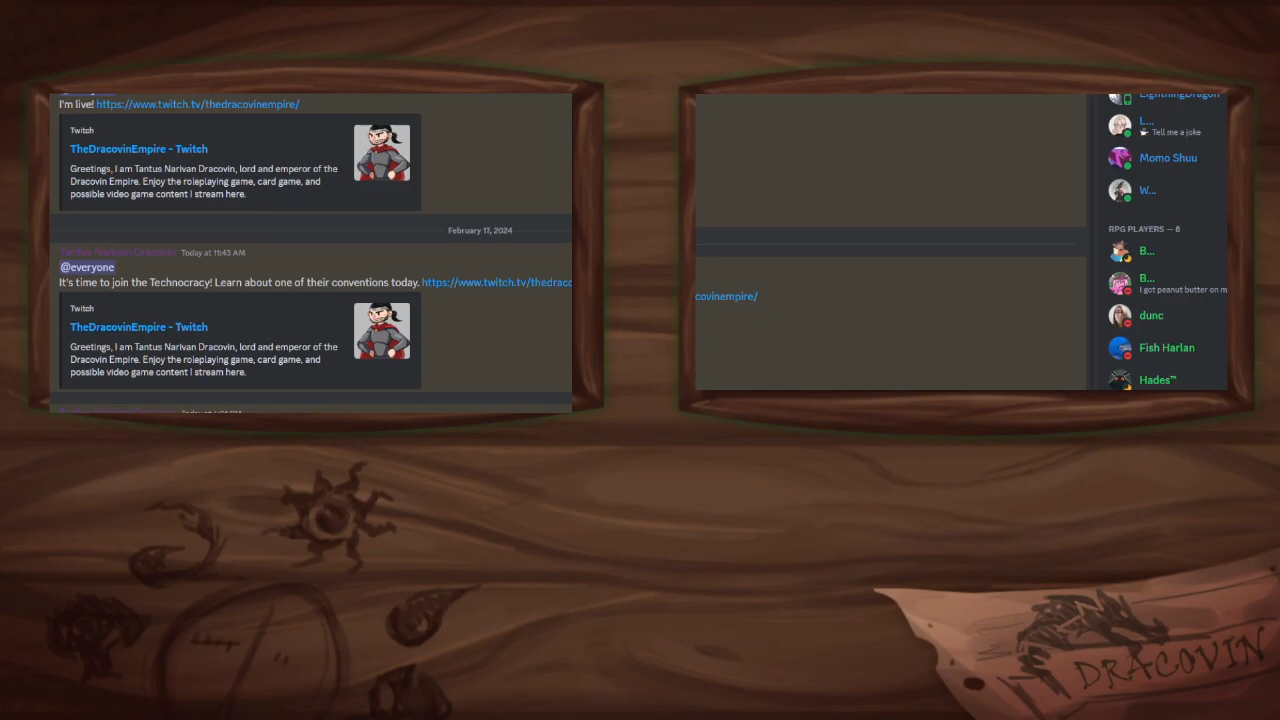 I'm live! https://www.twitch.tv/thedracovinempire/
Twitch
TheDracovinEmpire - Twitch
Greetings, I am Tantus Narivan Dracovin, lord and emperor of the
Dracovin Empire. Enjoy the roleplaying game, card game, and
possible video game content I stream here.
February 17, 2024
Tantus Narivan Dracovin Today at 11:43 AM
@everyone
It's time to join the Technocracy! Learn about one of their conventions today. https://www.twitch.tv/thedraco
Twitch
TheDracovinEmpire - Twitch
Greetings, I am Tantus Narivan Dracovin, lord and emperor of the
Dracovin Empire. Enjoy the roleplaying game, card game, and
possible video game content I stream here.
covinempire/
LightningDragon
L...
Tell me a joke
Momo Shuu
W...
RPG PLAYERS — 8
B...
B...
I got peanut butter on m
dunc
Fish Harlan
Hades™
DRACOVIN